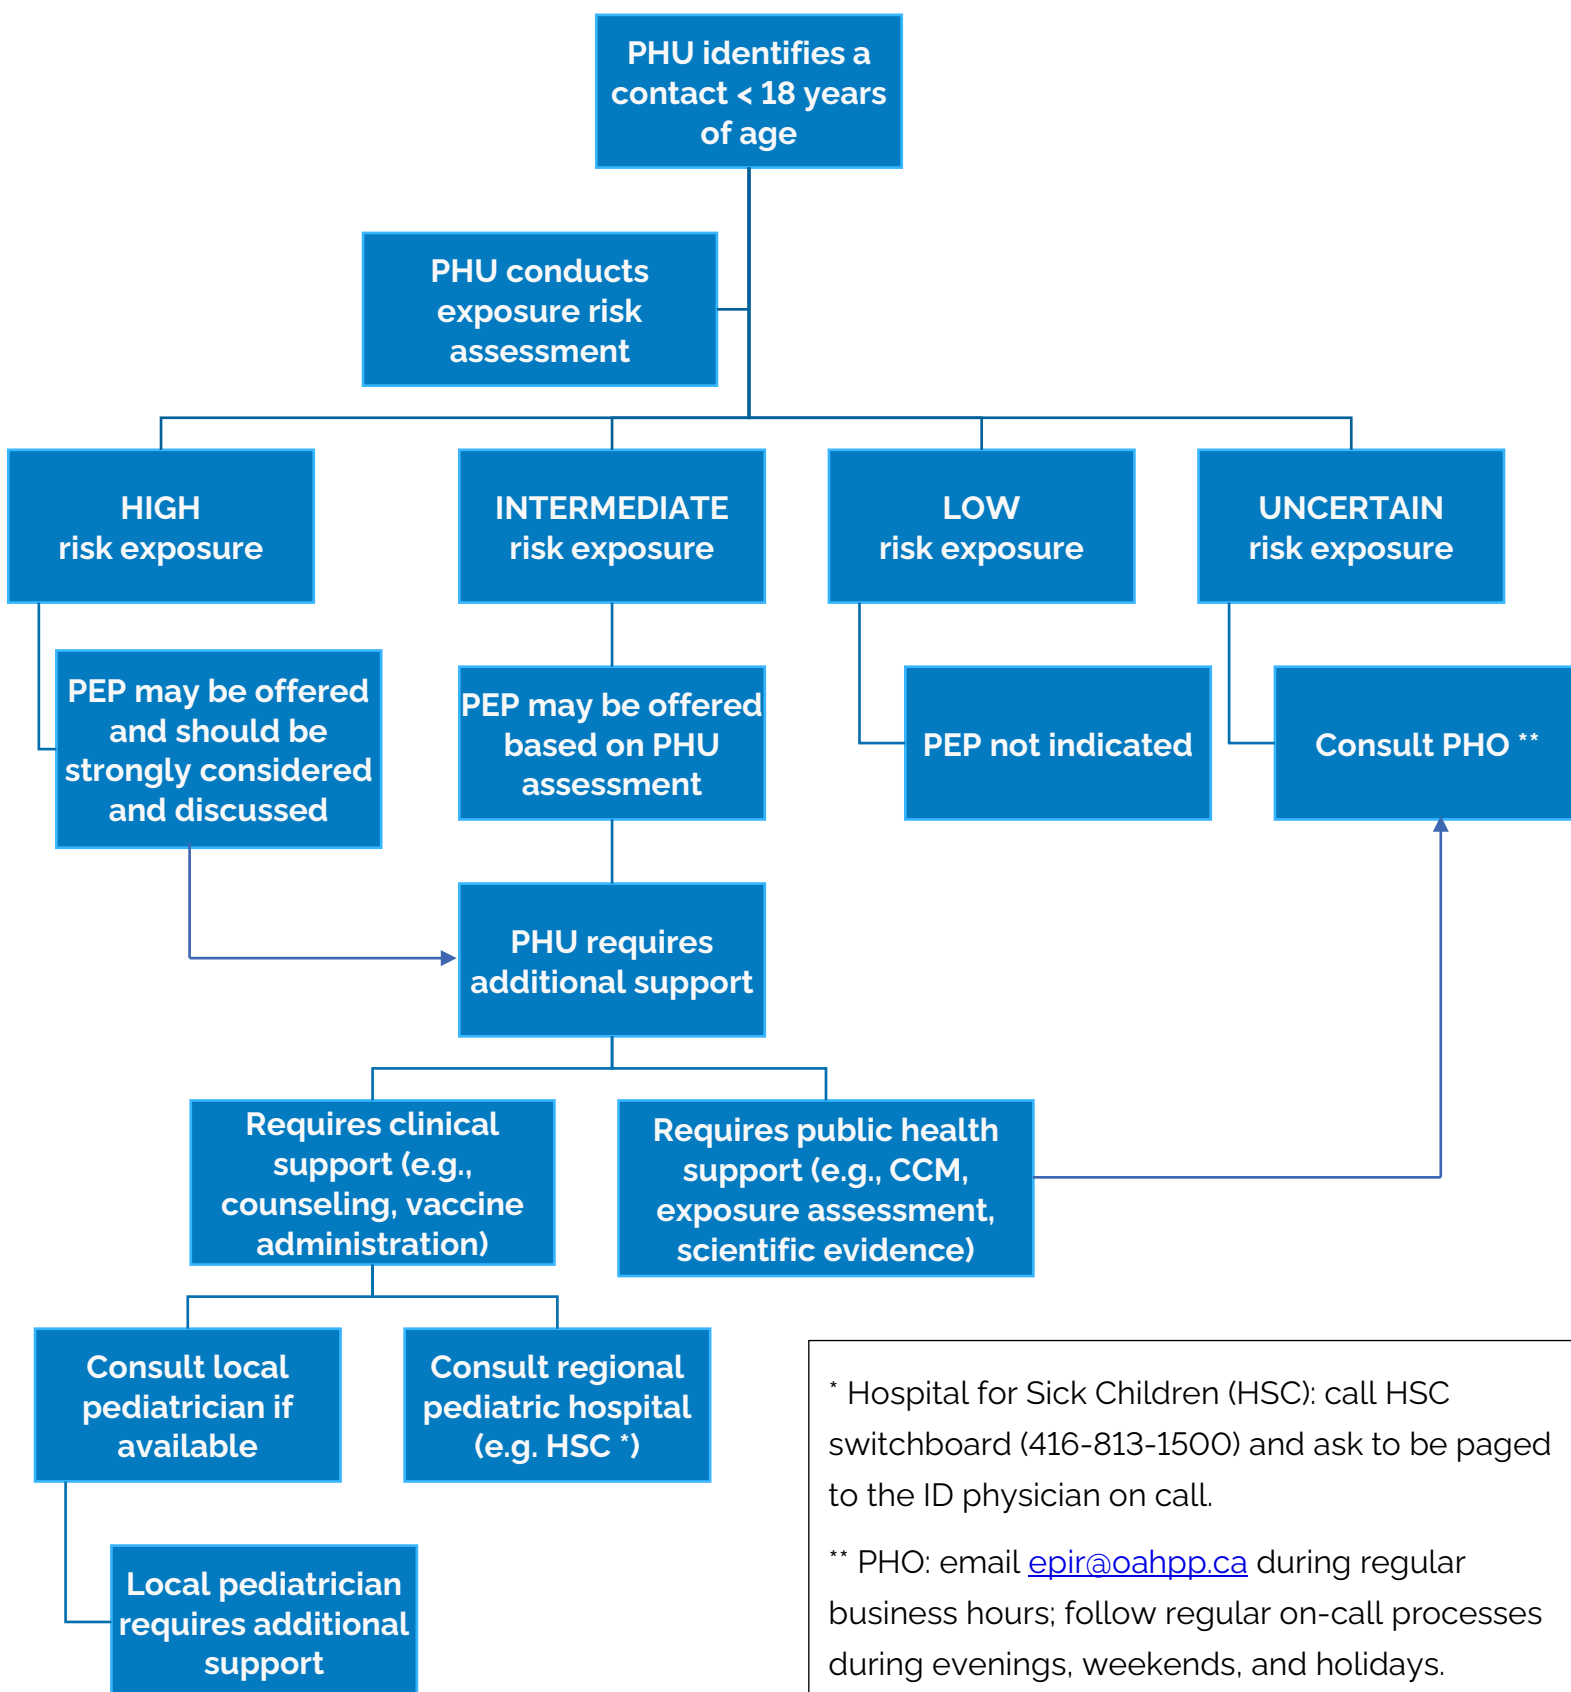 PHU identifies a
contact < 18 years
of age
PHU conducts
exposure risk
assessment
HIGH
risk exposure
INTERMEDIATE
risk exposure
LOW
risk exposure
UNCERTAIN
risk exposure
PEP may be offered
and should be
strongly considered
and discussed
PEP may be offered
based on PHU
assessment
PEP not indicated
Consult PHO **
PHU requires
additional support
Requires clinical
support (e.g.,
counseling, vaccine
administration)
Requires public health
support (e.g., CCM,
exposure assessment,
scientific evidence)
Consult local
pediatrician if
available
Consult regional
pediatric hospital
(e.g. HSC *)
Local pediatrician
requires additional
support
* Hospital for Sick Children (HSC): call HSC
switchboard (416-813-1500) and ask to be paged
to the ID physician on call.
** PHO: email epir@oahpp.ca during regular
business hours; follow regular on-call processes
during evenings, weekends, and holidays.